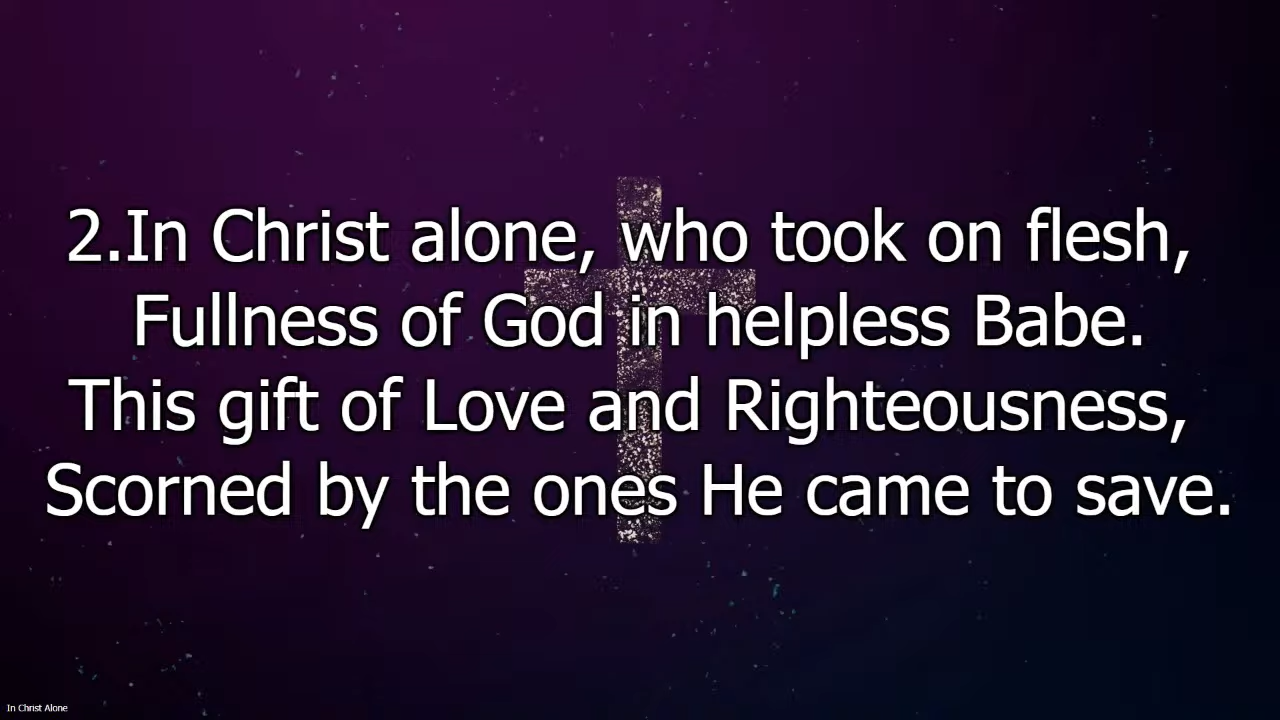 2.In Christ alone, who took on flesh,
Fullness of God in helpless Babe.
This gift of Love and Righteousness,
Scorned by the ones He came to save.
In Christ Alone